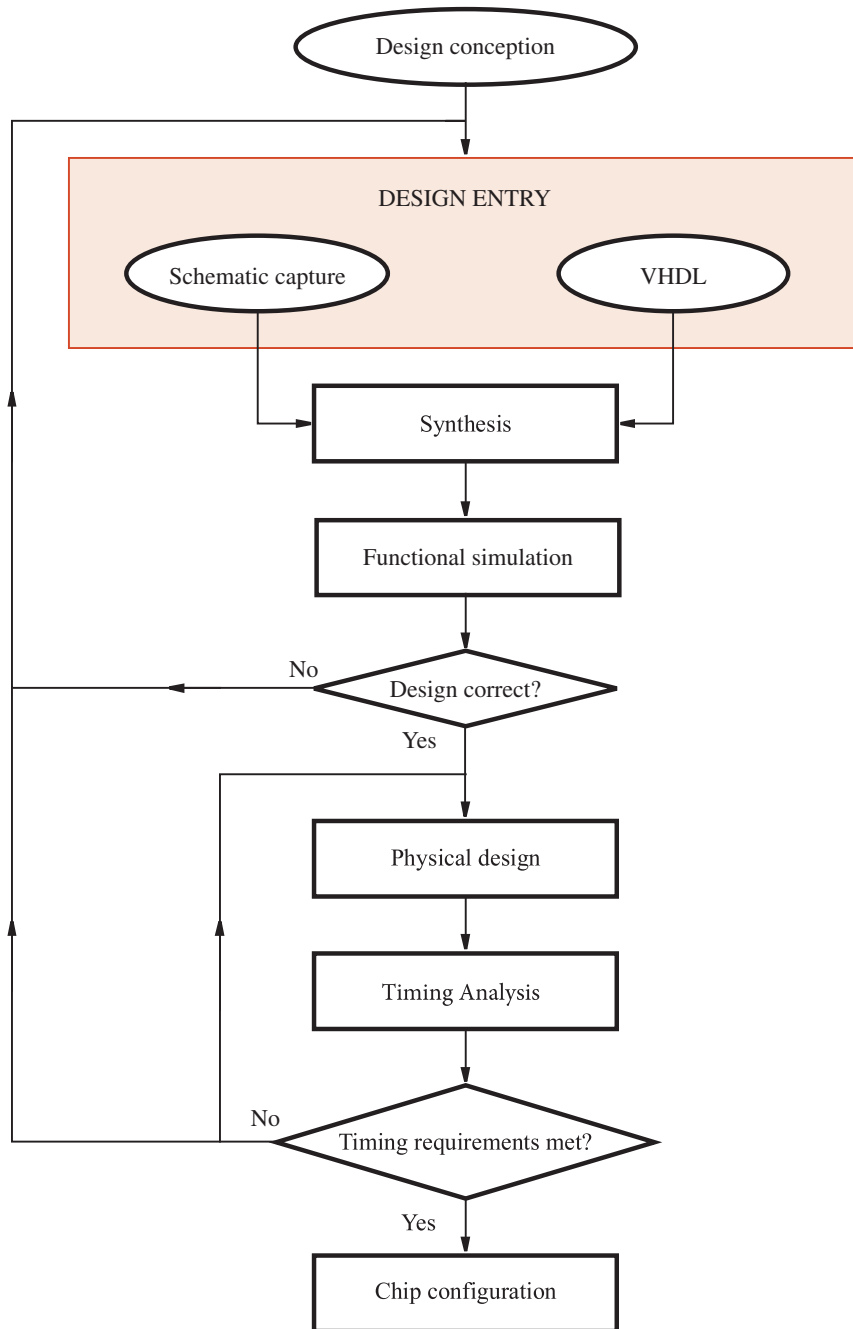 Design conception
DESIGN ENTRY
Schematic capture
VHDL
Synthesis
Functional simulation
No
Design correct?
Yes
Physical design
Timing Analysis
No
Timing requirements met?
Yes
Chip configuration